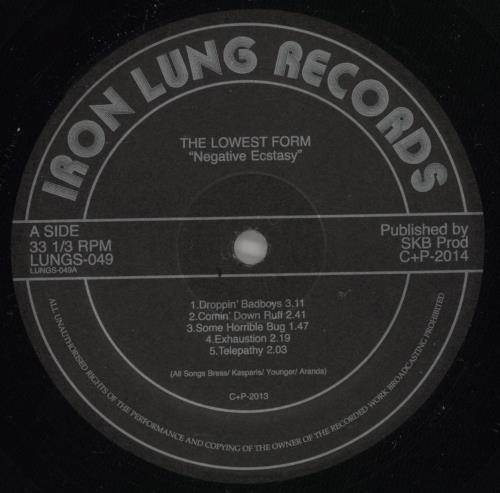 IRON LUNG RECORDS
THE LOWEST FORM
"Negative Ecstasy"
A SIDE
33 1/3 RPM
LUNGS-049
LUNGS-049A
Published by
SKB Prod
C+P-2014
1.Droppin' Badboys 3.11
2.Comin' Down Ruff 2.41
3.Some Horrible Bug 1.47
4.Exhaustion 2.19
5.Telepathy 2.03
(All Songs Bress/ Kasparis/ Younger/ Aranda)
C+P-2013
ALL UNAUTHORISED RIGHTS OF THE PERFORMANCE AND COPYING OF THE OWNER OF THE RECORDED WORK BROADCASTING PROHIBITED